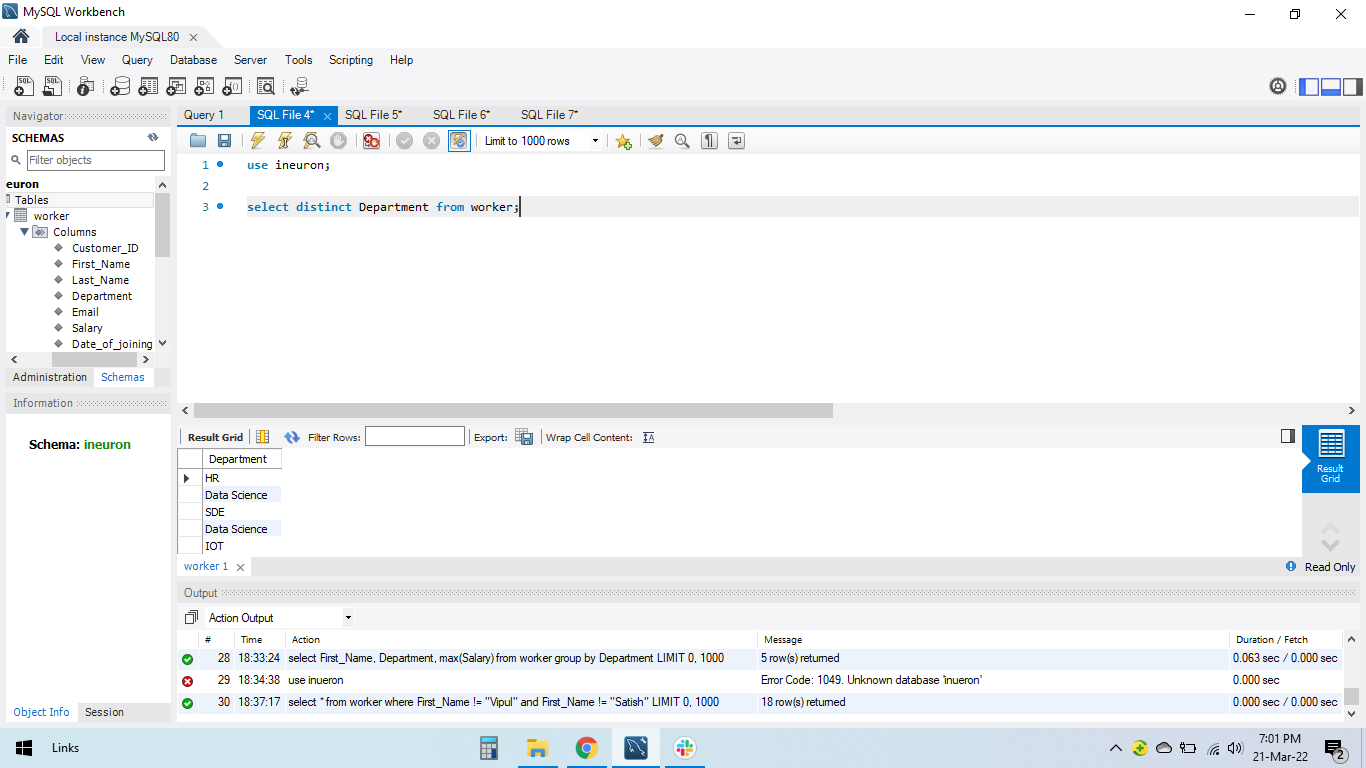 MySQL Workbench
Local instance MySQL80
File Edit View Query Database Server Tools Scripting Help
Navigator
SCHEMAS
Filter objects
euron
Tables
worker
Columns
Customer_ID
First_Name
Last_Name
Department
Email
Salary
Date_of_joining
Administration Schemas
Information
Schema: ineuron
Object Info Session
Query 1 SQL File 4* SQL File 5* SQL File 6* SQL File 7*
Limit to 1000 rows
1 use ineuron;
2
3 select distinct Department from worker;
Result Grid Filter Rows: Export: Wrap Cell Content:
Department
HR
Data Science
SDE
Data Science
IOT
Result
Grid
worker 1
Read Only
Output
Action Output
# Time Action Message Duration / Fetch
28 18:33:24 select First_Name, Department, max(Salary) from worker group by Department LIMIT 0, 1000 5 row(s) returned 0.063 sec / 0.000 sec
29 18:34:38 use inueron Error Code: 1049. Unknown database 'inueron' 0.000 sec
30 18:37:17 select * from worker where First_Name != "Vipul" and First_Name != "Satish" LIMIT 0, 1000 18 row(s) returned 0.000 sec / 0.000 sec
Links
7:01 PM
21-Mar-22
2